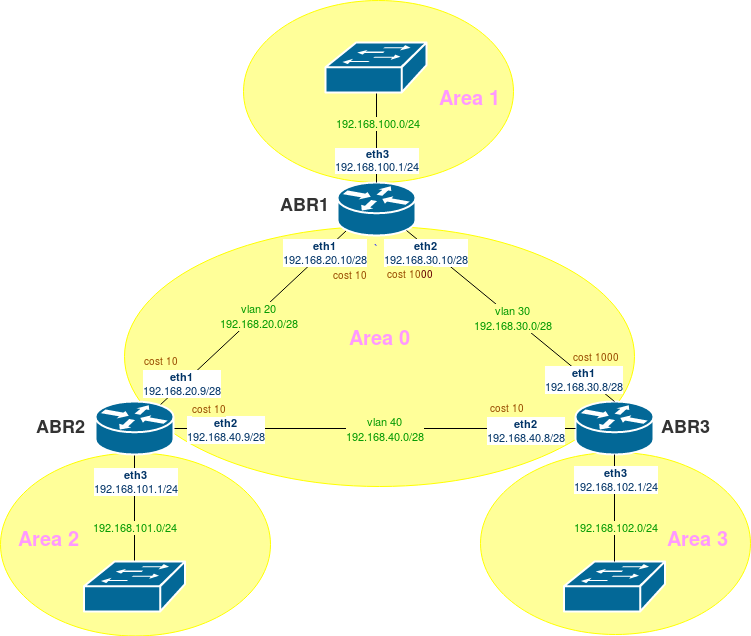 Area 1
192.168.100.0/24
eth3
192.168.100.1/24
ABR1
eth1
192.168.20.10/28
cost 10
eth2
192.168.30.10/28
cost 1000
vlan 20
192.168.20.0/28
vlan 30
192.168.30.0/28
Area 0
cost 10
eth1
192.168.20.9/28
cost 1000
eth1
192.168.30.8/28
ABR2
cost 10
eth2
192.168.40.9/28
vlan 40
192.168.40.0/28
cost 10
eth2
192.168.40.8/28
ABR3
eth3
192.168.101.1/24
192.168.101.0/24
Area 2
eth3
192.168.102.1/24
192.168.102.0/24
Area 3